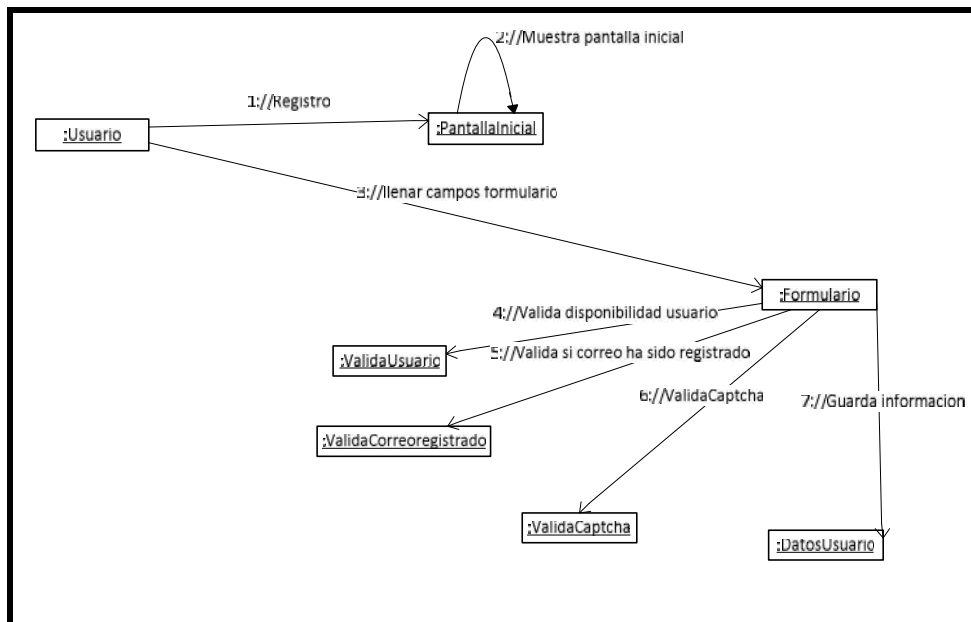 2://Muestra pantalla inicial
1://Registro
:Usuario
:PantallaInicial
3://llenar campos formulario
:Formulario
4://Valida disponibilidad usuario
:ValidaUsuario
5://Valida si correo ha sido registrado
6://ValidaCaptcha
7://Guarda informacion
:ValidaCorreoregistrado
:ValidaCaptcha
:DatosUsuario